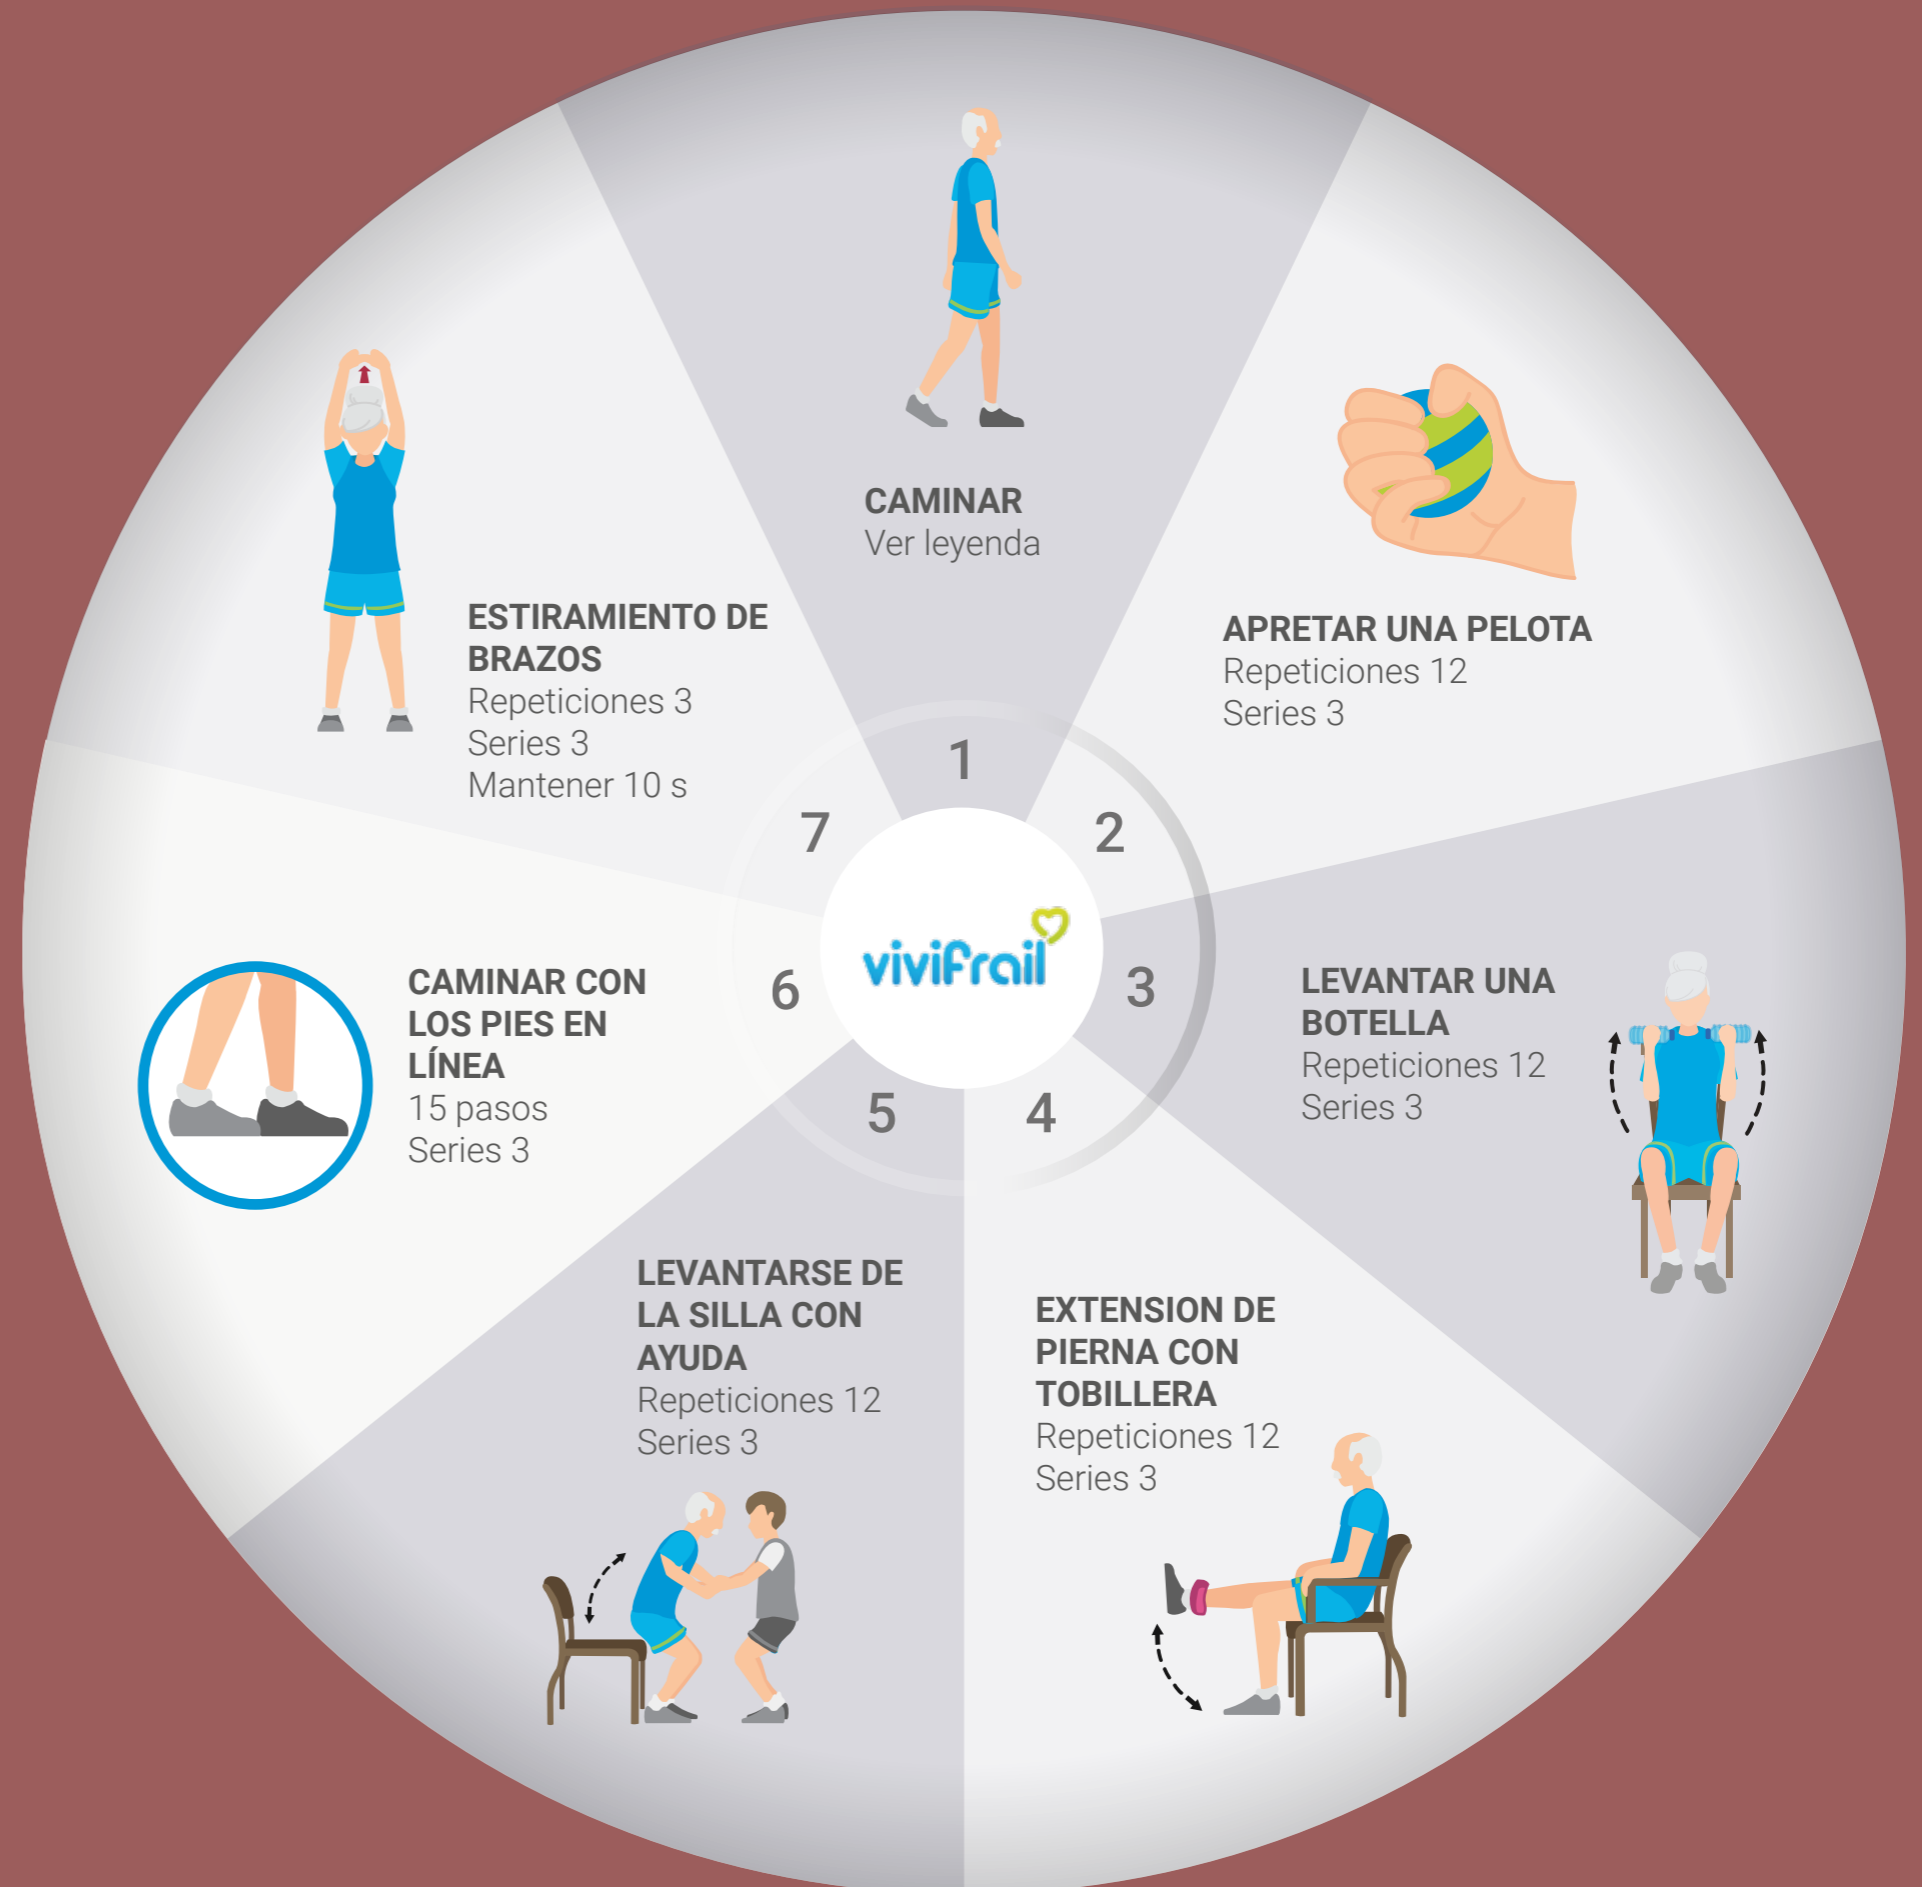 CAMINAR
Ver leyenda
1
APRETAR UNA PELOTA
Repeticiones 12
Series 3
2
LEVANTAR UNA
BOTELLA
Repeticiones 12
Series 3
3
EXTENSION DE
PIERNA CON
TOBILLERA
Repeticiones 12
Series 3
4
LEVANTARSE DE
LA SILLA CON
AYUDA
Repeticiones 12
Series 3
5
CAMINAR CON
LOS PIES EN
LÍNEA
15 pasos
Series 3
6
ESTIRAMIENTO DE
BRAZOS
Repeticiones 3
Series 3
Mantener 10 s
7
vivifrail